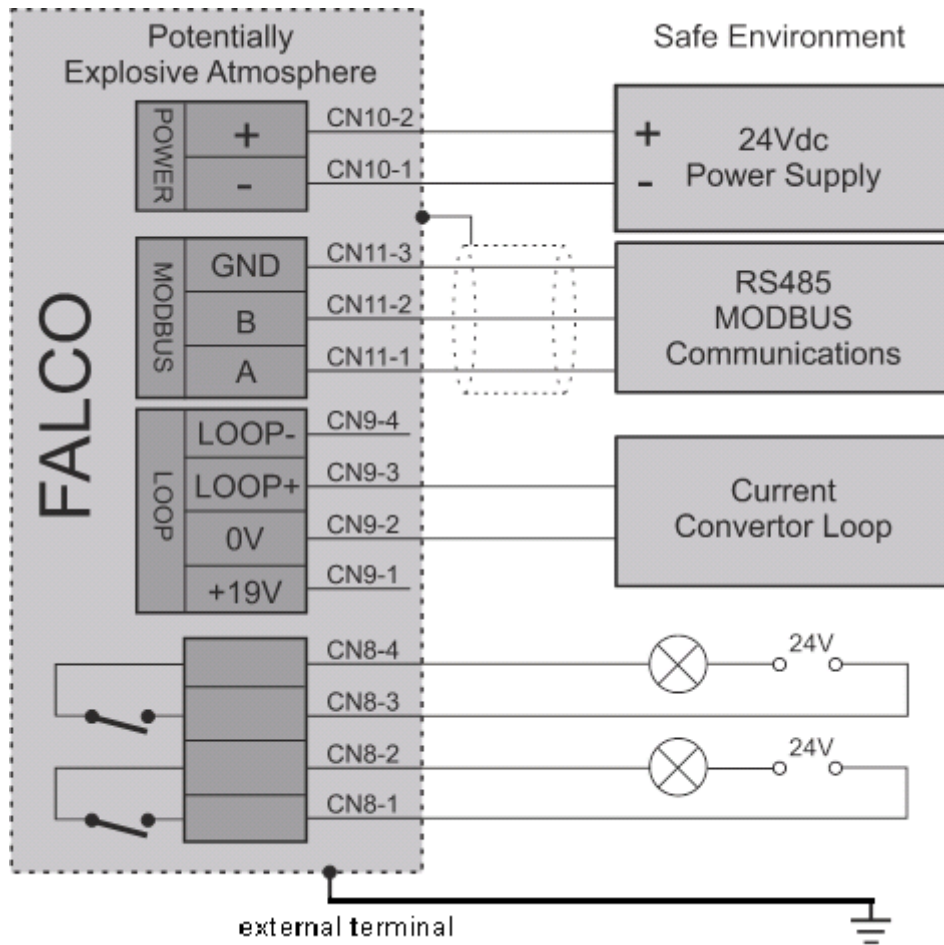 Potentially
Explosive Atmosphere
Safe Environment
FALCO
POWER
+
-
CN10-2
CN10-1
+
-
24Vdc
Power Supply
MODBUS
GND
B
A
CN11-3
CN11-2
CN11-1
RS485
MODBUS
Communications
LOOP
LOOP-
LOOP+
0V
+19V
CN9-4
CN9-3
CN9-2
CN9-1
Current
Convertor Loop
CN8-4
CN8-3
CN8-2
CN8-1
24V
24V
external terminal